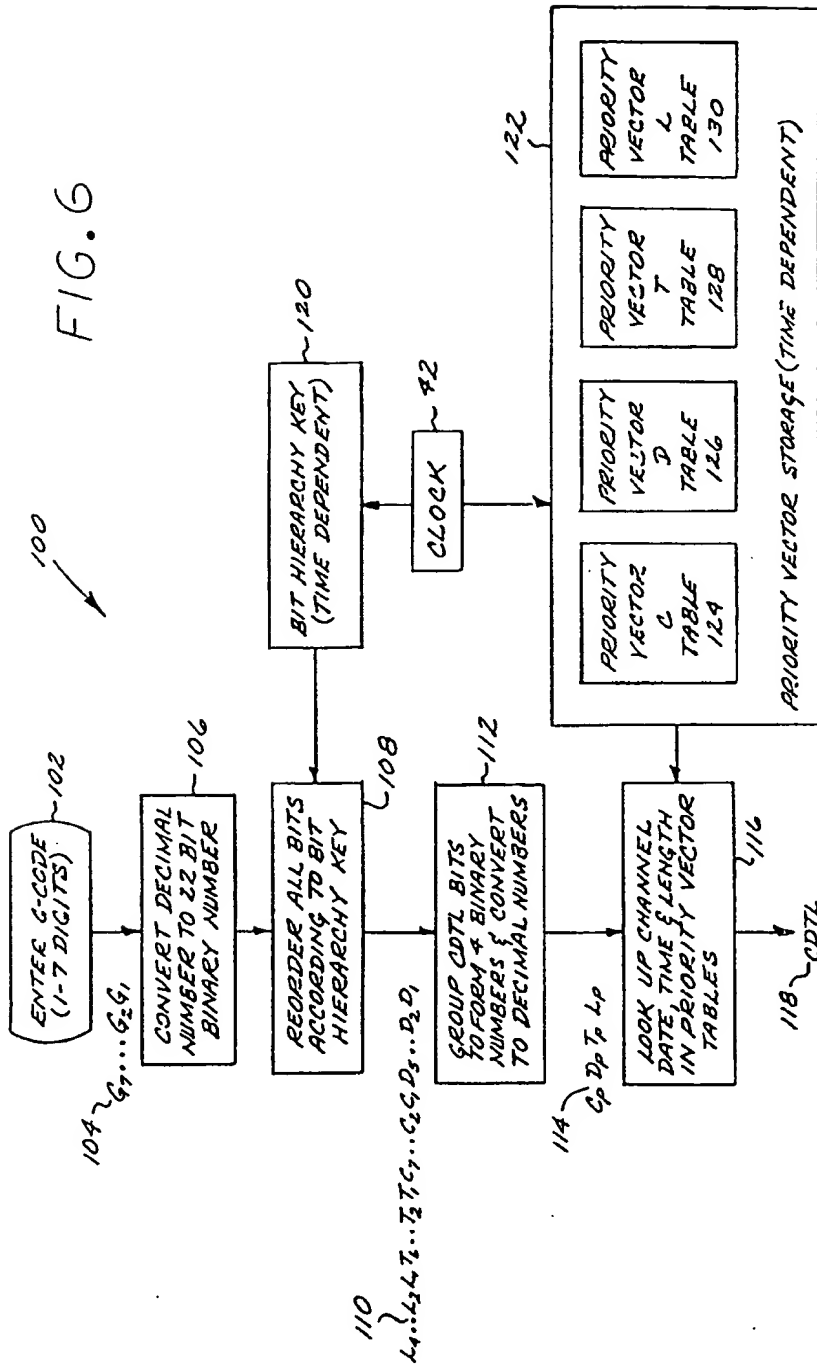 FIG. 6
100
ENTER G-CODE
(1-7 DIGITS)
102
104
G7...G2G1
CONVERT DECIMAL
NUMBER TO 22 BIT
BINARY NUMBER
106
REORDER ALL BITS
ACCORDING TO BIT
HIERARCHY KEY
108
110
L4...L2L1T6...T2T1C7...C2C1D5...D2D1
GROUP CDTL BITS
TO FORM 4 BINARY
NUMBERS & CONVERT
TO DECIMAL NUMBERS
112
114
CP DP TP LP
LOOK UP CHANNEL
DATE, TIME & LENGTH
IN PRIORITY VECTOR
TABLES
116
118
CDTL
BIT HIERARCHY KEY
(TIME DEPENDENT)
120
CLOCK
42
122
PRIORITY
VECTOR
C
TABLE
124
PRIORITY
VECTOR
D
TABLE
126
PRIORITY
VECTOR
T
TABLE
128
PRIORITY
VECTOR
L
TABLE
130
PRIORITY VECTOR STORAGE (TIME DEPENDENT)